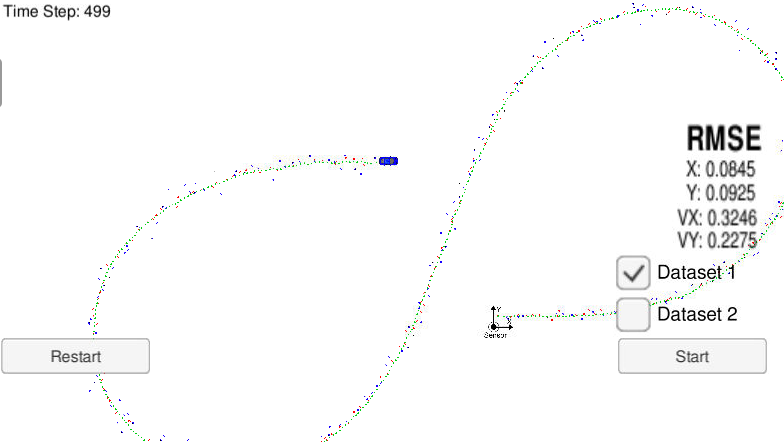 Time Step: 499
RMSE
X: 0.0845
Y: 0.0925
VX: 0.3246
VY: 0.2275
Dataset 1
Y
X
Sensor
Dataset 2
Restart
Start